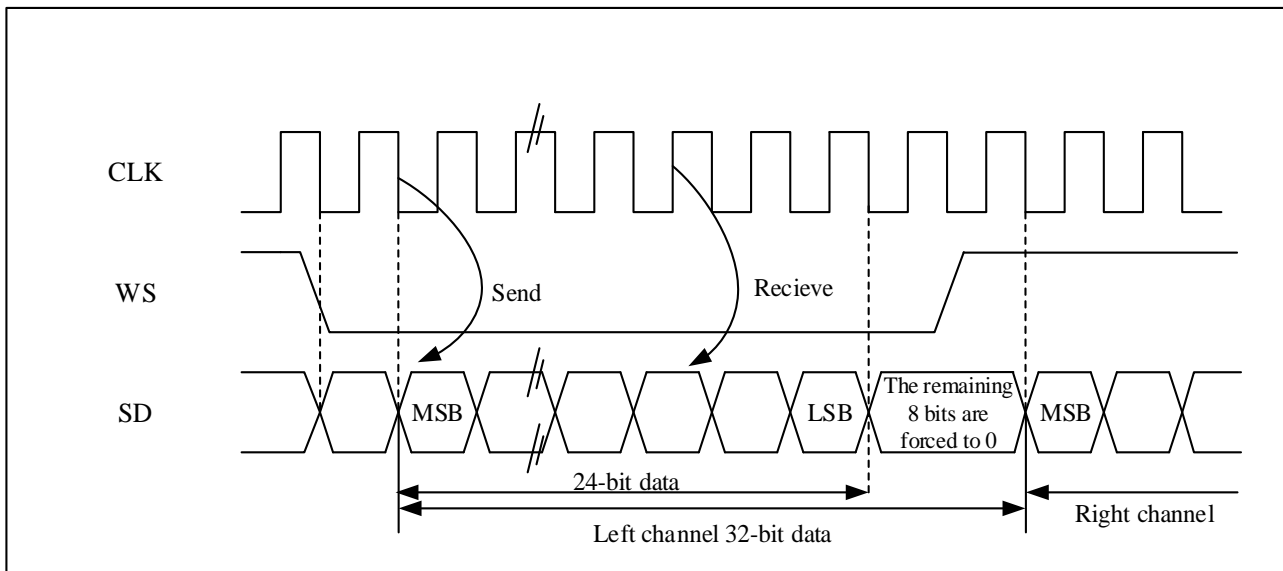 CLK
WS
Send
Recieve
SD
MSB
LSB
The remaining
8 bits are
forced to 0
MSB
24-bit data
Left channel 32-bit data
Right channel